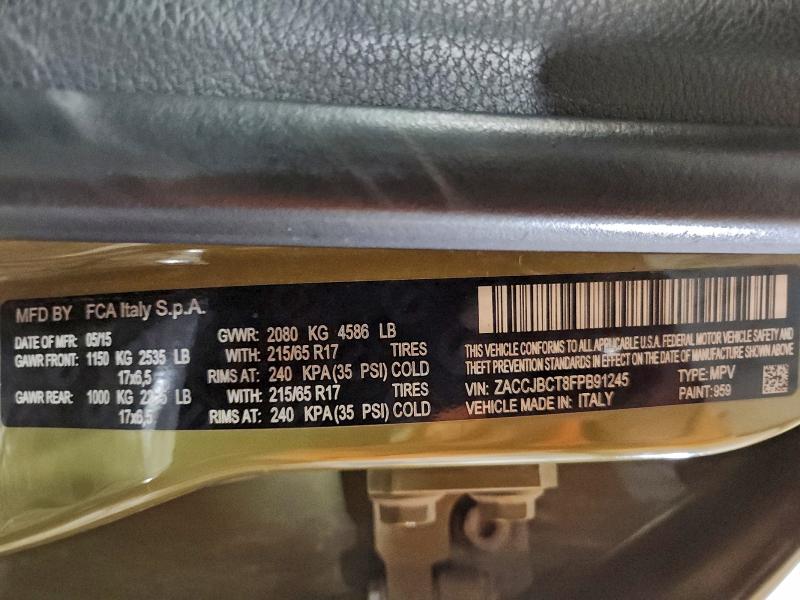 MFD BY FCA Italy S.p.A.
DATE OF MFR: 05/15 GVWR: 2080 KG 4586 LB
GAWR FRONT: 1150 KG 2535 LB WITH: 215/65 R17 TIRES
17x6,5 RIMS AT: 240 KPA(35 PSI) COLD
GAWR REAR: 1000 KG LB WITH: 215/65 R17 TIRES
17x6,5 RIMS AT: 240 KPA(35 PSI) COLD
THIS VEHICLE CONFORMS TO ALL APPLICABLE U.S.A. FEDERAL MOTOR VEHICLE SAFETY AND
THEFT PREVENTION STANDARDS IN EFFECT ON THE DATE OF MANUFACTURE SHOWN ABOVE
VIN: ZACCJBCT8FPB91245 TYPE: MPV
VEHICLE MADE IN: ITALY PAINT: 959